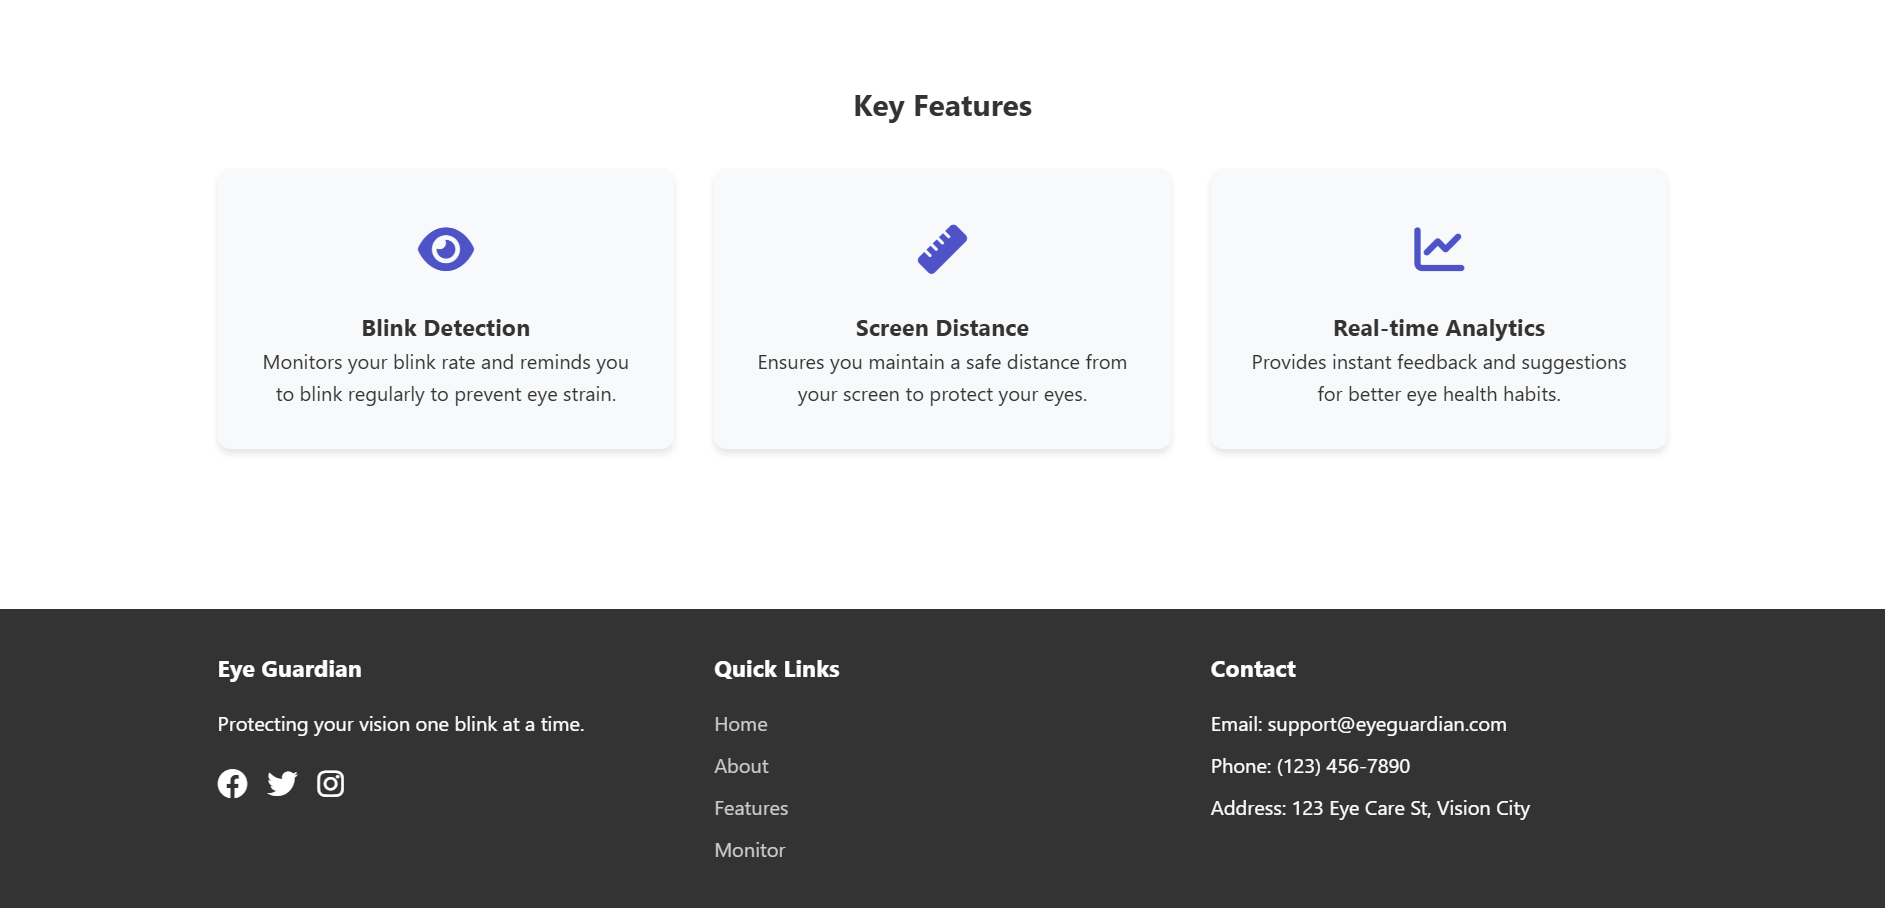 Key Features
Blink Detection
Monitors your blink rate and reminds you
to blink regularly to prevent eye strain.
Screen Distance
Ensures you maintain a safe distance from
your screen to protect your eyes.
Real-time Analytics
Provides instant feedback and suggestions
for better eye health habits.
Eye Guardian
Protecting your vision one blink at a time.
Quick Links
Home
About
Features
Monitor
Contact
Email: support@eyeguardian.com
Phone: (123) 456-7890
Address: 123 Eye Care St, Vision City